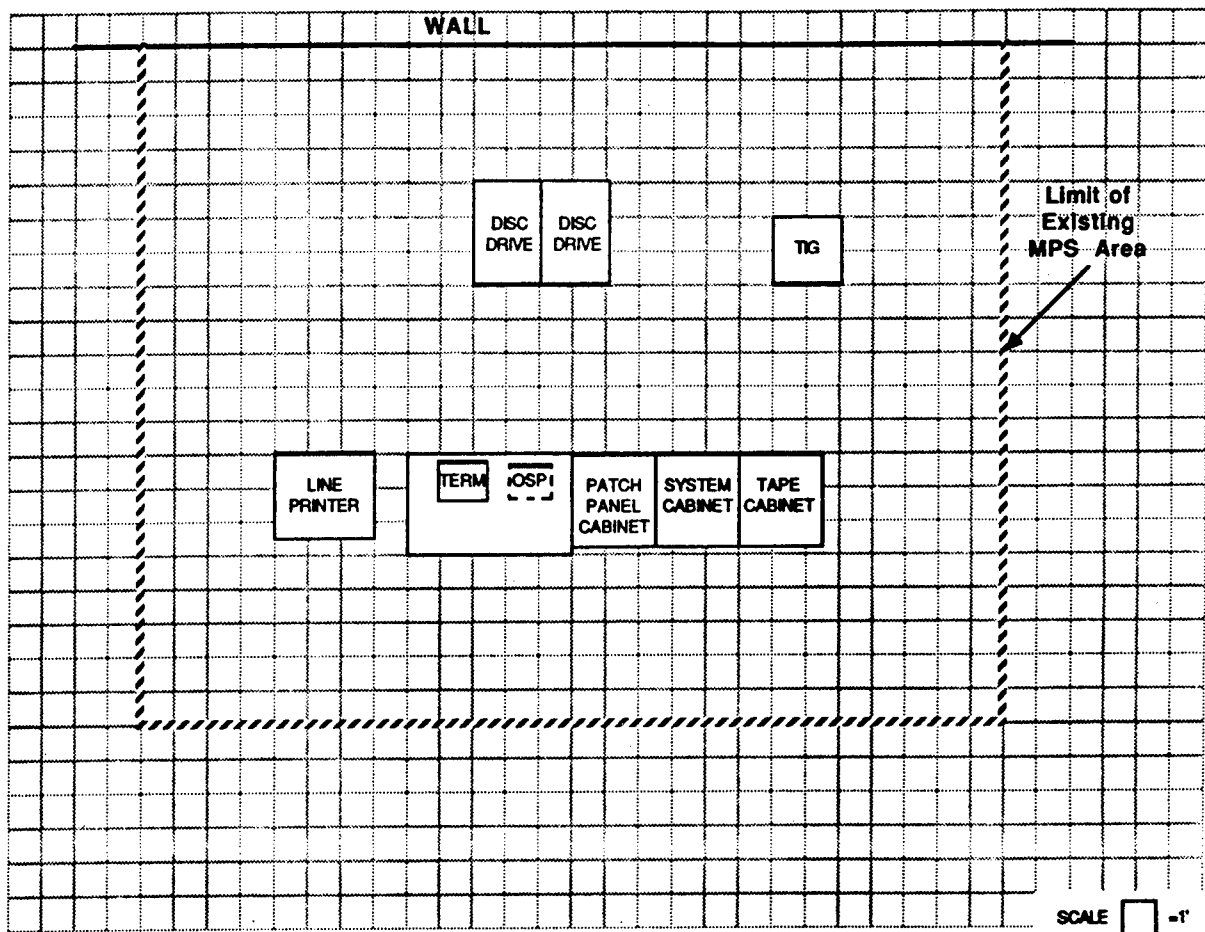 WALL
Limit of
Existing
MPS Area
DISC
DRIVE
DISC
DRIVE
TIG
LINE
PRINTER
TERM
OSP
PATCH
PANEL
CABINET
SYSTEM
CABINET
TAPE
CABINET
SCALE =1'